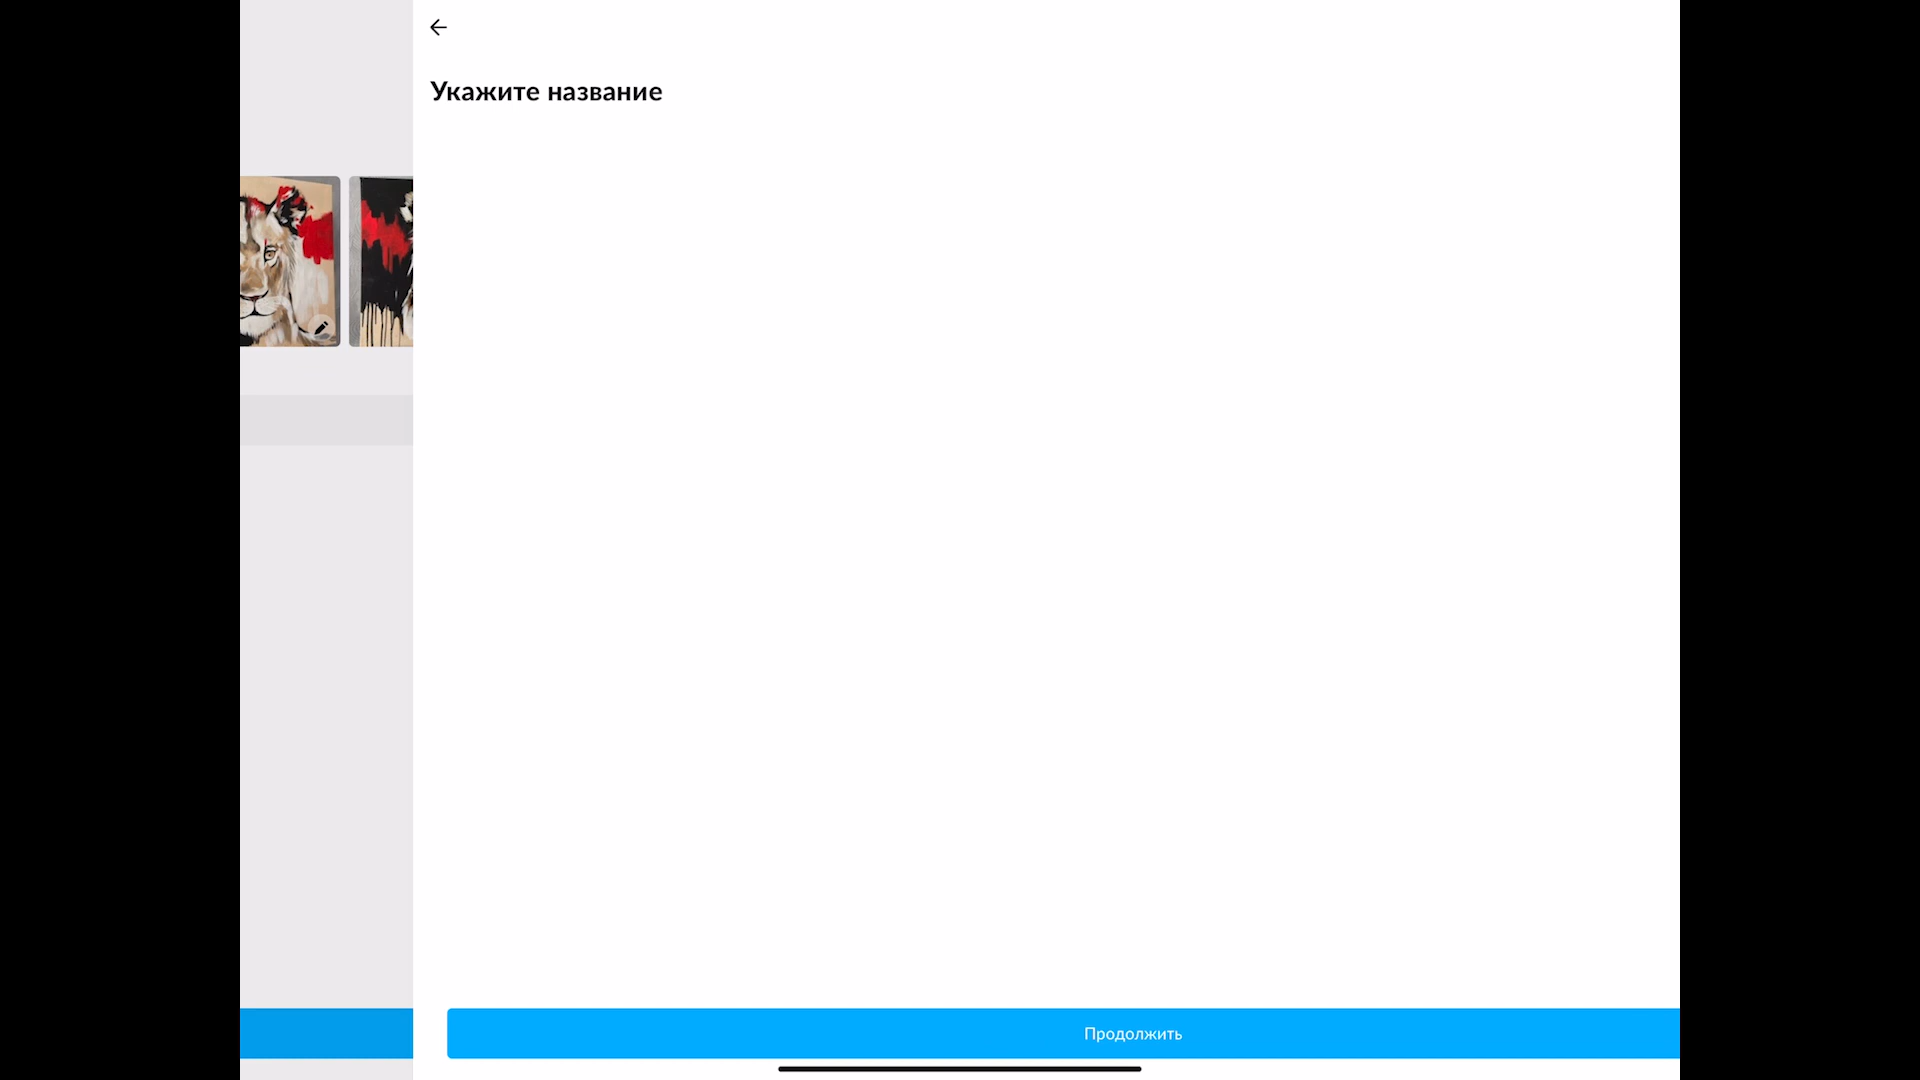 Укажите название
Продолжить